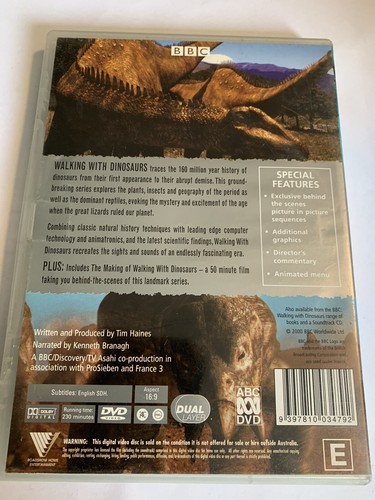 BBC
WALKING WITH DINOSAURS traces the 160 million year history of
dinosaurs from their first appearance to their abrupt demise. This ground-
breaking series explores the plants, insects and geography of the period as
well as the dominant reptiles, evoking the mystery and excitement of the age
when the great lizards ruled our planet.
Combining classic natural history techniques with leading edge computer
technology and animatronics, and the latest scientific findings, Walking With
Dinosaurs recreates the sights and sounds of an endlessly fascinating era.
PLUS: Includes The Making of Walking With Dinosaurs – a 50 minute film
taking you behind-the-scenes of this landmark series.
SPECIAL
FEATURES
• Exclusive behind
the scenes
picture in picture
sequences
• Additional
graphics
• Director's
commentary
• Animated menu
Written and Produced by Tim Haines
Narrated by Kenneth Branagh
A BBC/Discovery/TV Asahi co-production in
association with ProSieben and France 3
Also available from the BBC:
Walking with Dinosaurs range of
books and a Soundtrack CD.
© 2000 BBC Worldwide Ltd
Subtitles: English SDH
Aspect
16:9
DOLBY
DIGITAL
Running time:
230 minutes
DVD
VIDEO
DUAL
LAYER
ABC
DVD
9 397810 034792
ROADSHOW HOME
ENTERTAINMENT
WARNING: This digital video disc is sold on the condition it is not offered for sale or hire outside Australia.
E